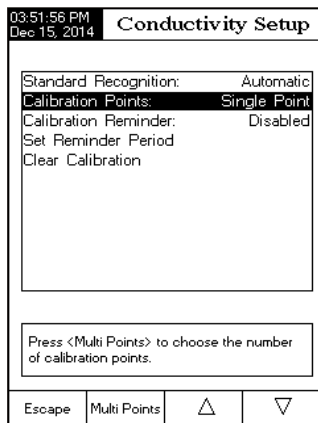 03:51:56 PM
Dec 15, 2014
Conductivity Setup
Standard Recognition: Automatic
Calibration Points: Single Point
Calibration Reminder: Disabled
Set Reminder Period
Clear Calibration
Press <Multi Points> to choose the number
of calibration points.
Escape Multi Points